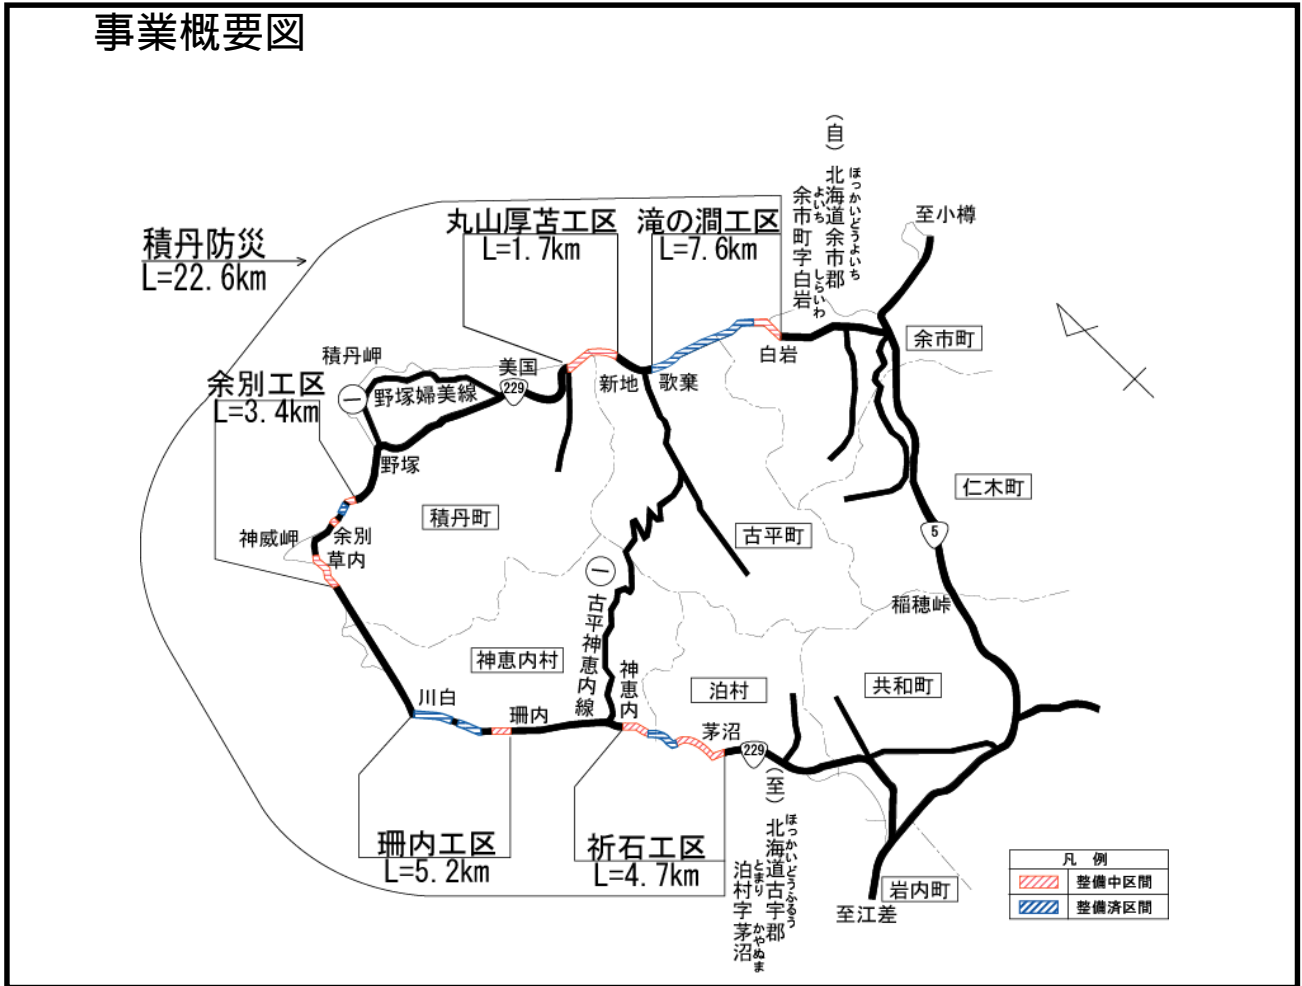 事業概要図
(自)北海道余市郡
ほっかいどうよいち
余市町字白岩
よいち
しらいわ
至小樽
積丹防災
L=22.6km
丸山厚苫工区
L=1.7km
滝の澗工区
L=7.6km
余市町
白岩
積丹岬
美国
229
新地
歌棄
余別工区
L=3.4km
一
野塚婦美線
野塚
仁木町
積丹町
古平町
5
神威岬
余別
草内
一
稲穂峠
古平神恵内線
神恵内村
神恵内
泊村
共和町
川白
珊内
茅沼
229
(至)北海道古宇郡
ほっかいどうふるう
泊村字茅沼
とまり
かやぬま
珊内工区
L=5.2km
祈石工区
L=4.7km
凡 例
整備中区間
整備済区間
岩内町
至江差